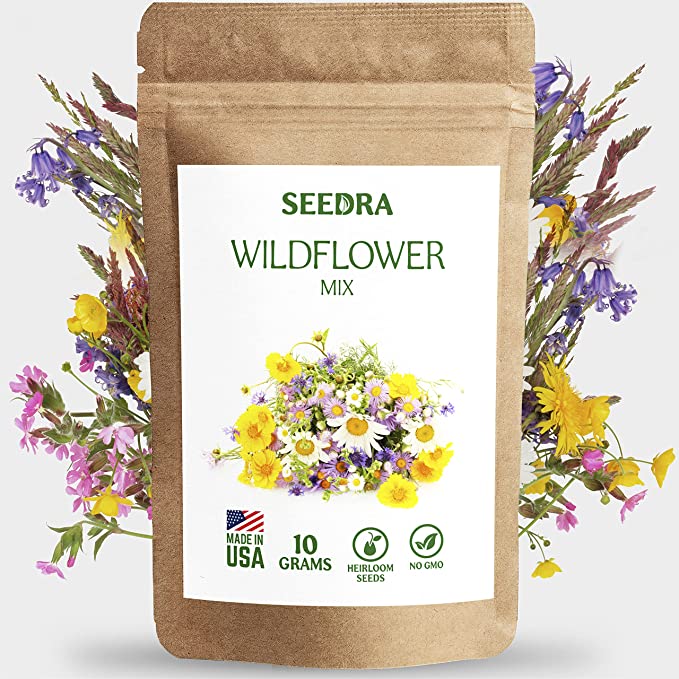 SEEDRA
WILDFLOWER
MIX
MADE IN
USA
10
GRAMS
HEIRLOOM
SEEDS
NO GMO